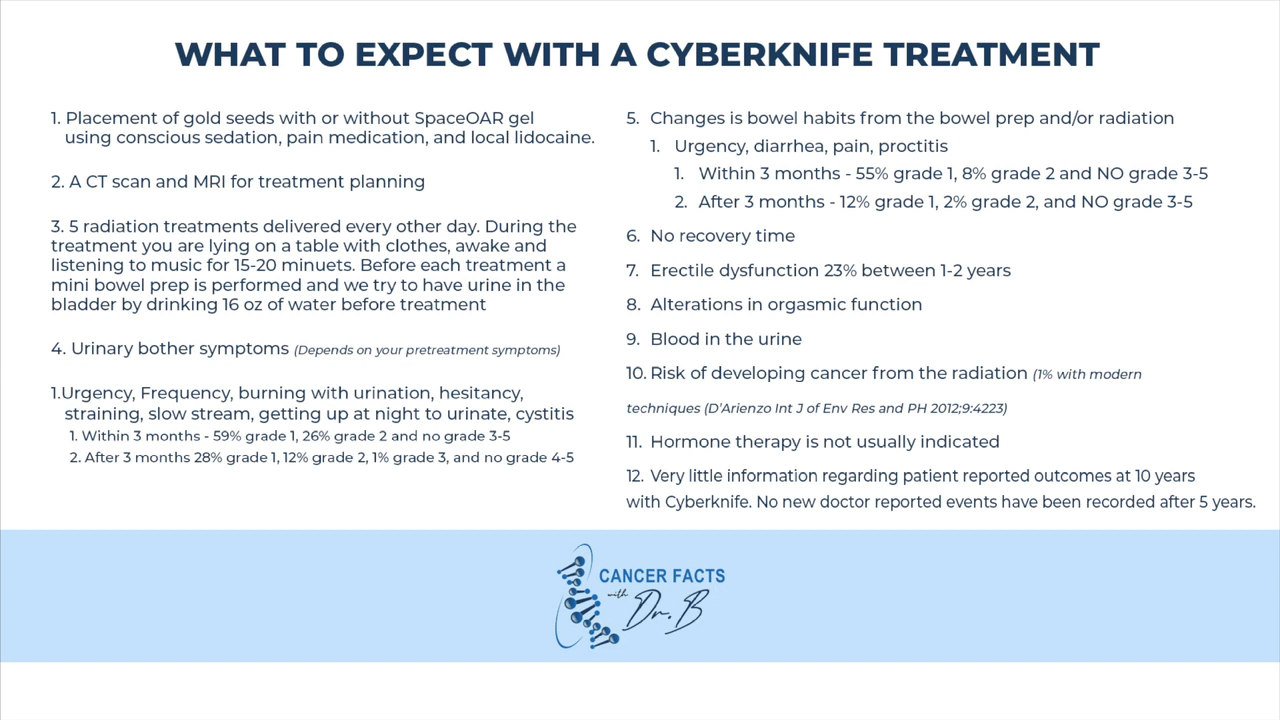 WHAT TO EXPECT WITH A CYBERKNIFE TREATMENT
1. Placement of gold seeds with or without SpaceOAR gel
using conscious sedation, pain medication, and local lidocaine.
2. A CT scan and MRI for treatment planning
3. 5 radiation treatments delivered every other day. During the
treatment you are lying on a table with clothes, awake and
listening to music for 15-20 minuets. Before each treatment a
mini bowel prep is performed and we try to have urine in the
bladder by drinking 16 oz of water before treatment
4. Urinary bother symptoms (Depends on your pretreatment symptoms)
1.Urgency, Frequency, burning with urination, hesitancy,
straining, slow stream, getting up at night to urinate, cystitis
1. Within 3 months - 59% grade 1, 26% grade 2 and no grade 3-5
2. After 3 months 28% grade 1, 12% grade 2, 1% grade 3, and no grade 4-5
5. Changes is bowel habits from the bowel prep and/or radiation
1. Urgency, diarrhea, pain, proctitis
1. Within 3 months - 55% grade 1, 8% grade 2 and NO grade 3-5
2. After 3 months - 12% grade 1, 2% grade 2, and NO grade 3-5
6. No recovery time
7. Erectile dysfunction 23% between 1-2 years
8. Alterations in orgasmic function
9. Blood in the urine
10. Risk of developing cancer from the radiation (1% with modern
techniques (D'Arienzo Int J of Env Res and PH 2012;9:4223)
11. Hormone therapy is not usually indicated
12. Very little information regarding patient reported outcomes at 10 years
with Cyberknife. No new doctor reported events have been recorded after 5 years.
CANCER FACTS
with Dr. B